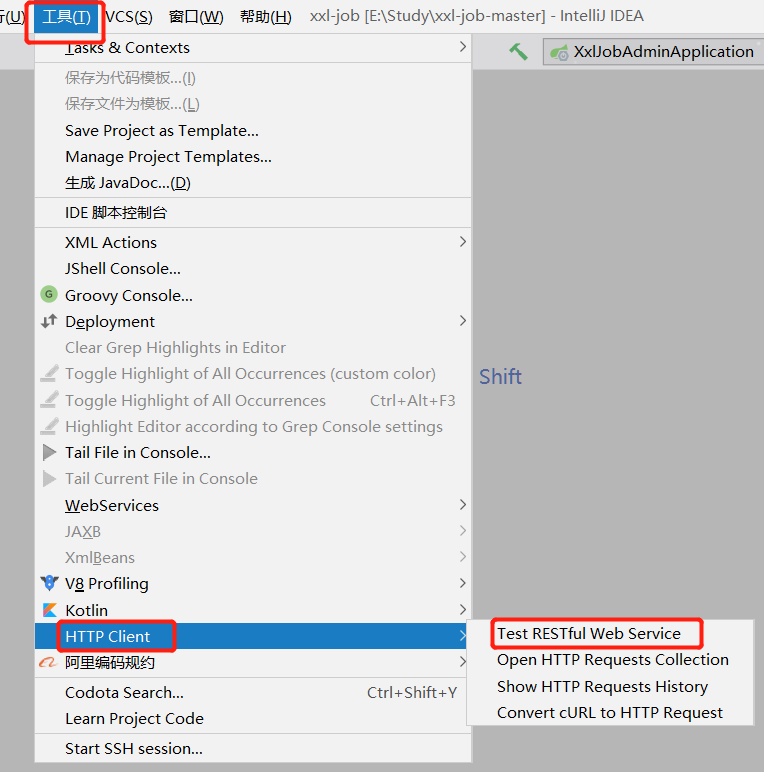 行(U) 工具(T) VCS(S) 窗口(W) 帮助(H) xxl-job [E:\Study\xxl-job-master] - IntelliJ IDEA
XxlJobAdminApplication
Tasks & Contexts
保存为代码模板...(I)
保存文件为模板...(L)
Save Project as Template...
Manage Project Templates...
生成 JavaDoc...(D)
IDE 脚本控制台
XML Actions
JShell Console...
G Groovy Console...
Deployment
Clear Grep Highlights in Editor
Toggle Highlight of All Occurrences (custom color)
Shift
Toggle Highlight of All Occurrences Ctrl+Alt+F3
Highlight Editor according to Grep Console settings
Tail File in Console...
Tail Current File in Console
WebServices
JAXB
XmlBeans
V8 Profiling
Kotlin
HTTP Client
Test RESTful Web Service
阿里编码规约
Open HTTP Requests Collection
Show HTTP Requests History
Codota Search... Ctrl+Shift+Y
Convert cURL to HTTP Request
Learn Project Code
Start SSH session...